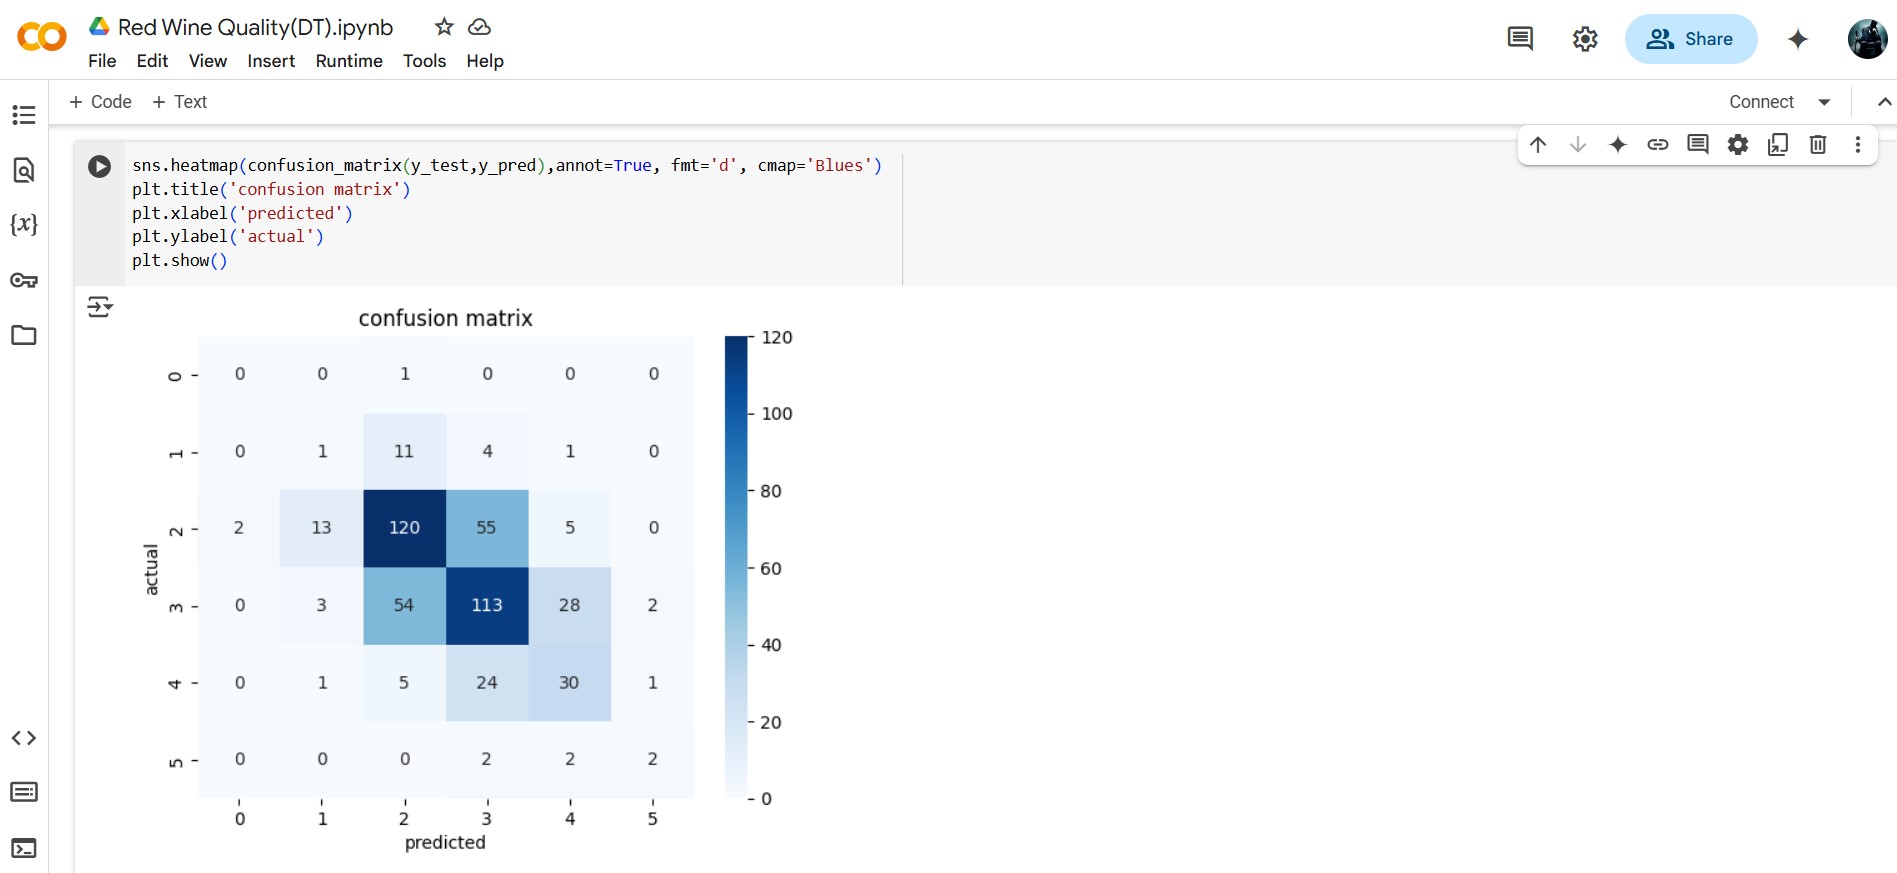 Red Wine Quality(DT).ipynb
File Edit View Insert Runtime Tools Help
Share
+ Code + Text
Connect
sns.heatmap(confusion_matrix(y_test,y_pred),annot=True, fmt='d', cmap='Blues')
plt.title('confusion matrix')
plt.xlabel('predicted')
plt.ylabel('actual')
plt.show()
{x}
confusion matrix
0 0 0 1 0 0 0
1 0 1 11 4 1 0
2 2 13 120 55 5 0
3 0 3 54 113 28 2
4 0 1 5 24 30 1
5 0 0 0 2 2 2
0 1 2 3 4 5
predicted
actual
120
100
80
60
40
20
0